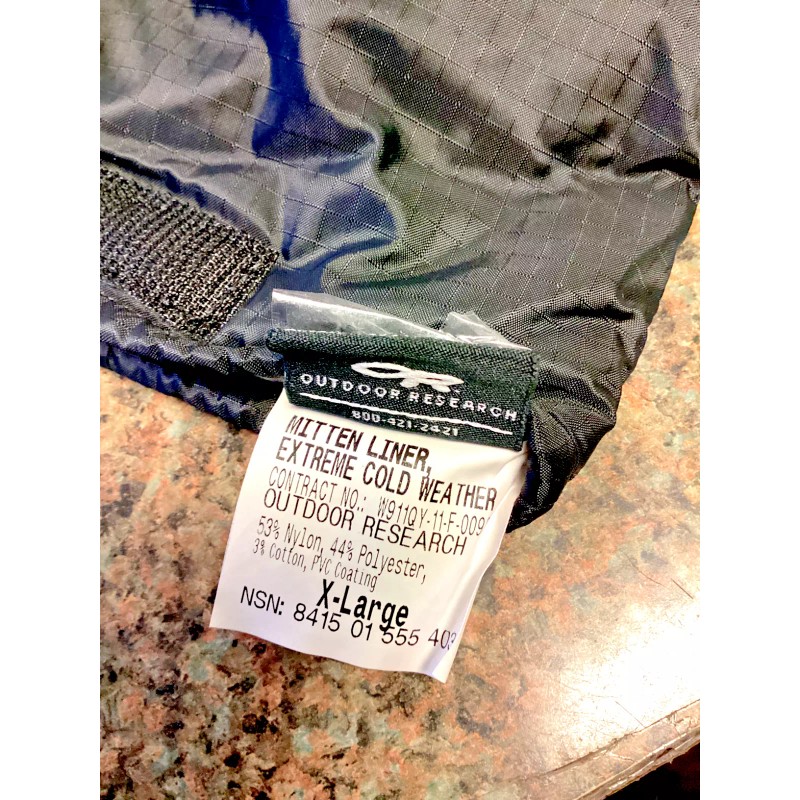 OR
OUTDOOR RESEARCH
800-421-2421
MITTEN LINER,
EXTREME COLD WEATHER
CONTRACT NO.: W911QY-11-F-009
OUTDOOR RESEARCH
53% Nylon, 44% Polyester,
3% Cotton, PVC Coating
X-Large
NSN: 8415 01 555 403